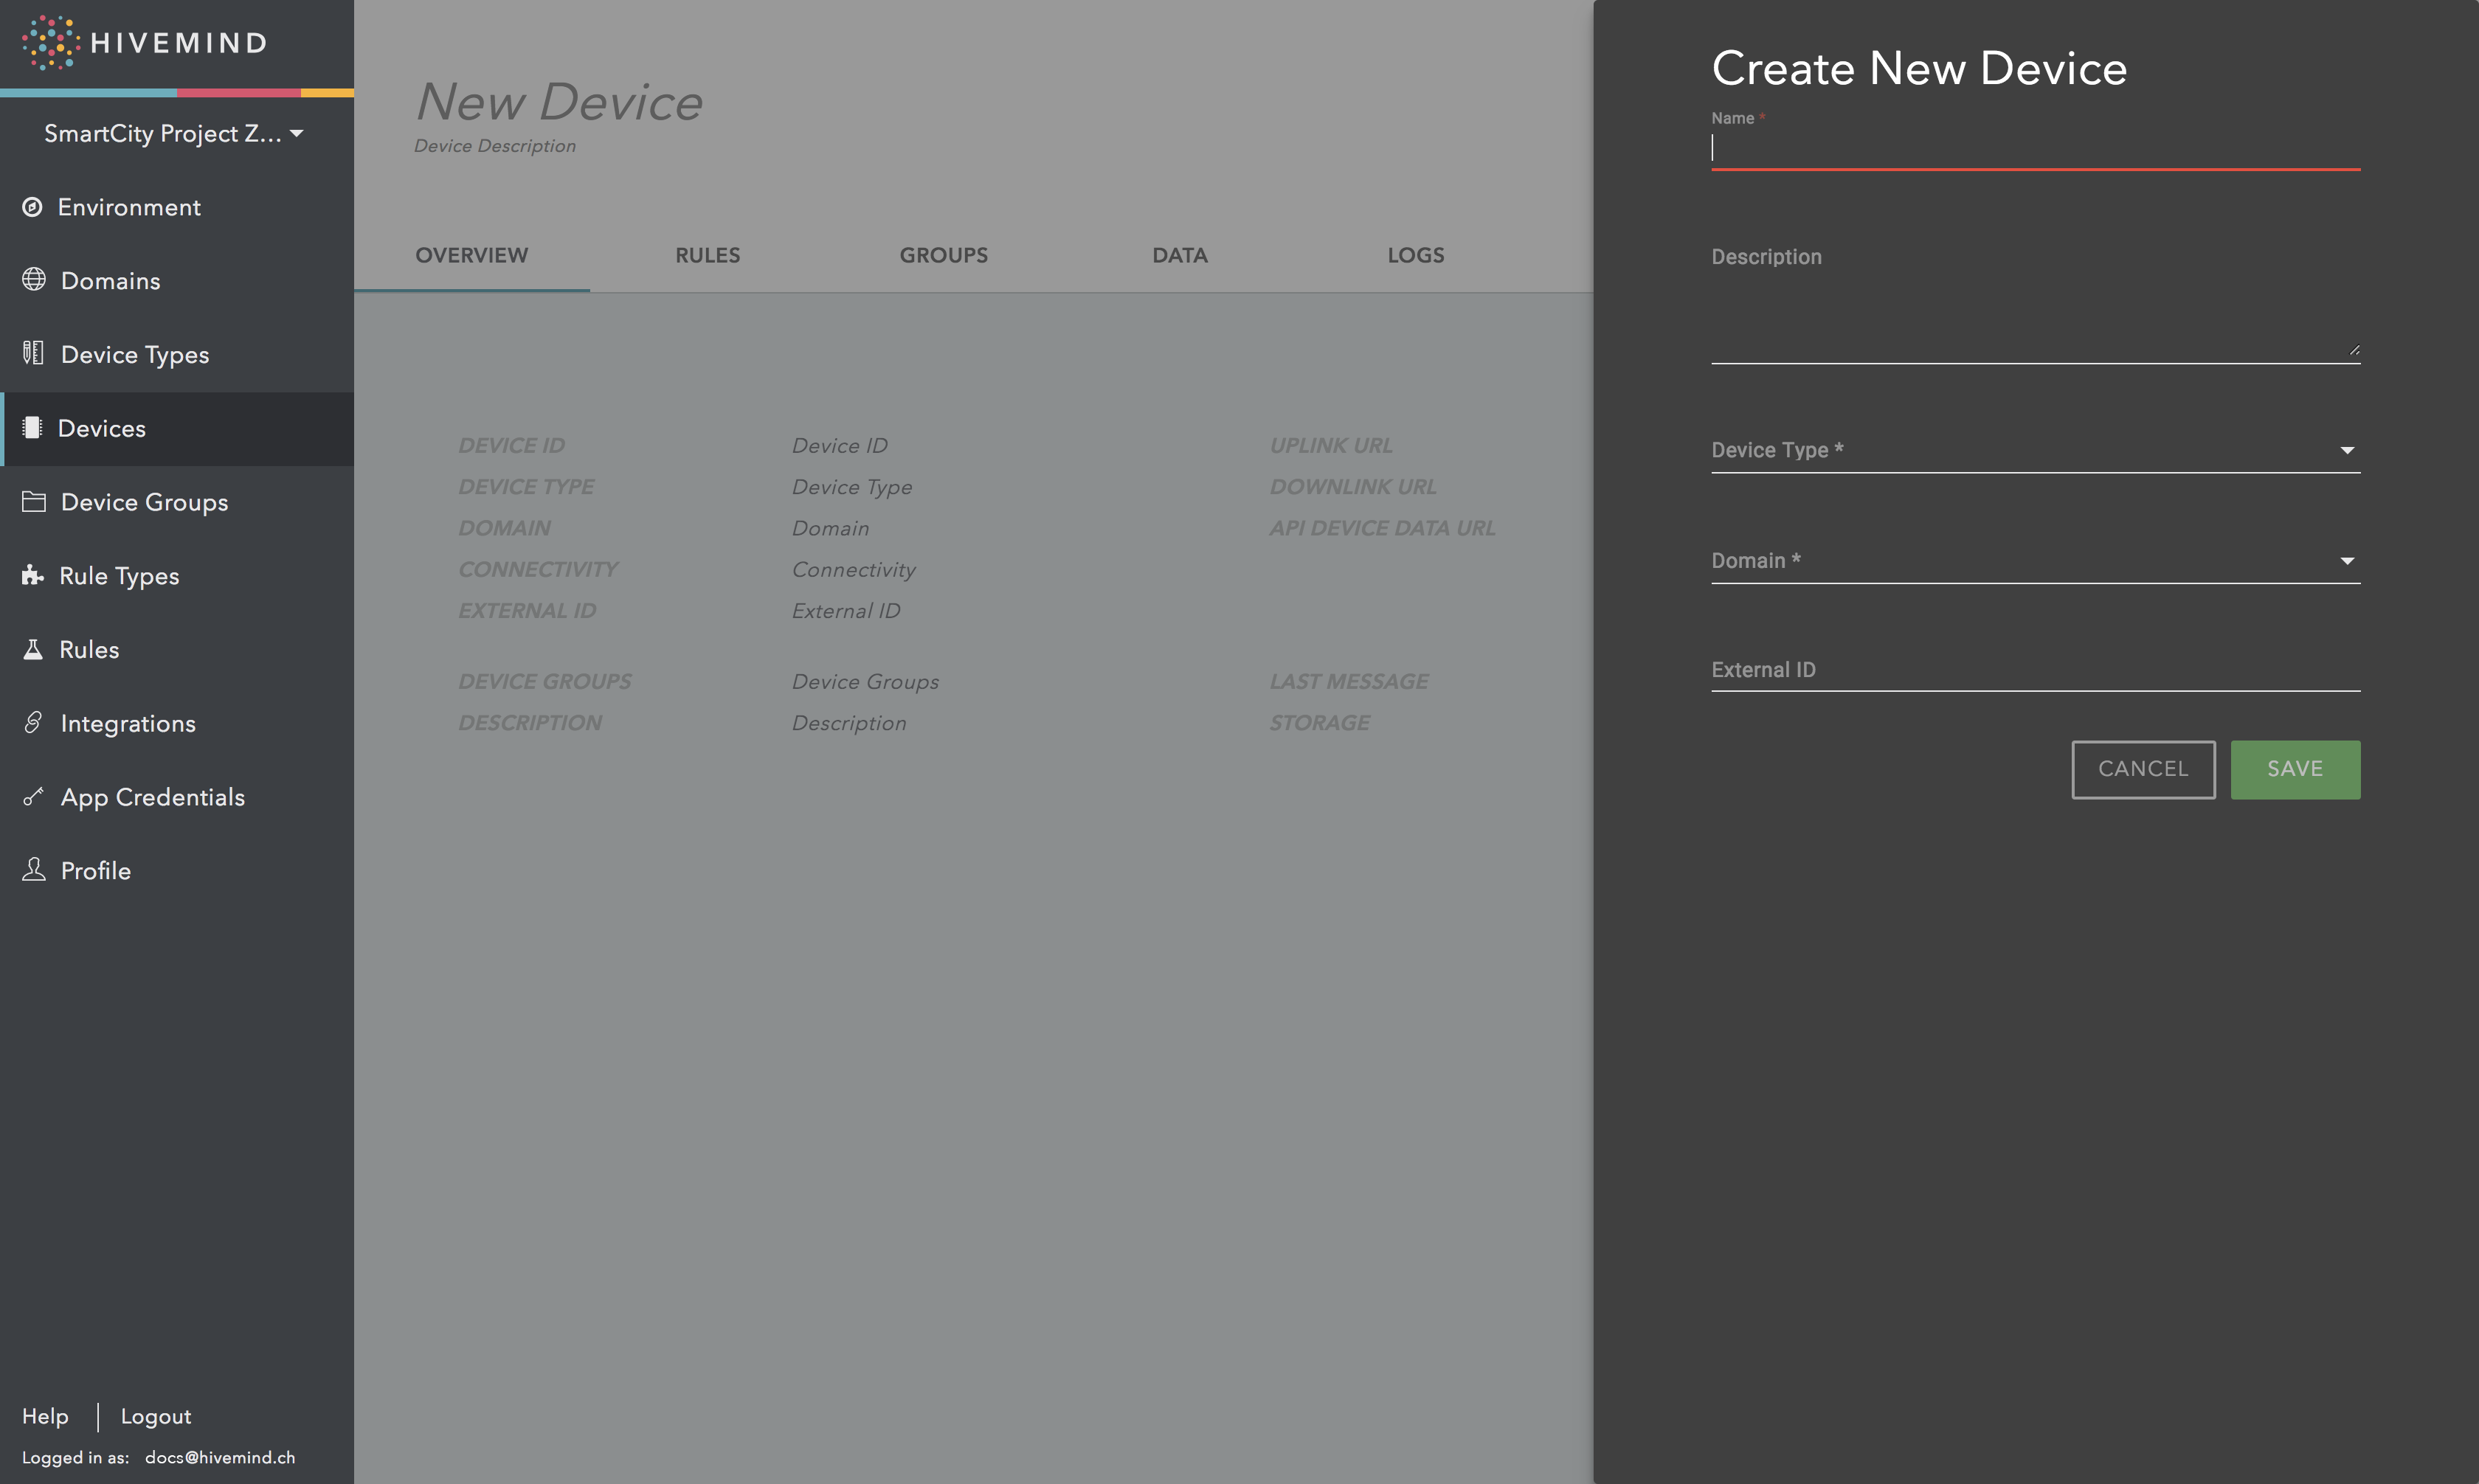 HIVEMIND
SmartCity Project Z...
Environment
Domains
Device Types
Devices
Device Groups
Rule Types
Rules
Integrations
App Credentials
Profile
Help
Logout
Logged in as: docs@hivemind.ch
New Device
Device Description
OVERVIEW
RULES
GROUPS
DATA
LOGS
DEVICE ID
Device ID
DEVICE TYPE
Device Type
DOMAIN
Domain
CONNECTIVITY
Connectivity
EXTERNAL ID
External ID
DEVICE GROUPS
Device Groups
DESCRIPTION
Description
UPLINK URL
DOWNLINK URL
API DEVICE DATA URL
LAST MESSAGE
STORAGE
Create New Device
Name *
Description
Device Type *
Domain *
External ID
CANCEL
SAVE